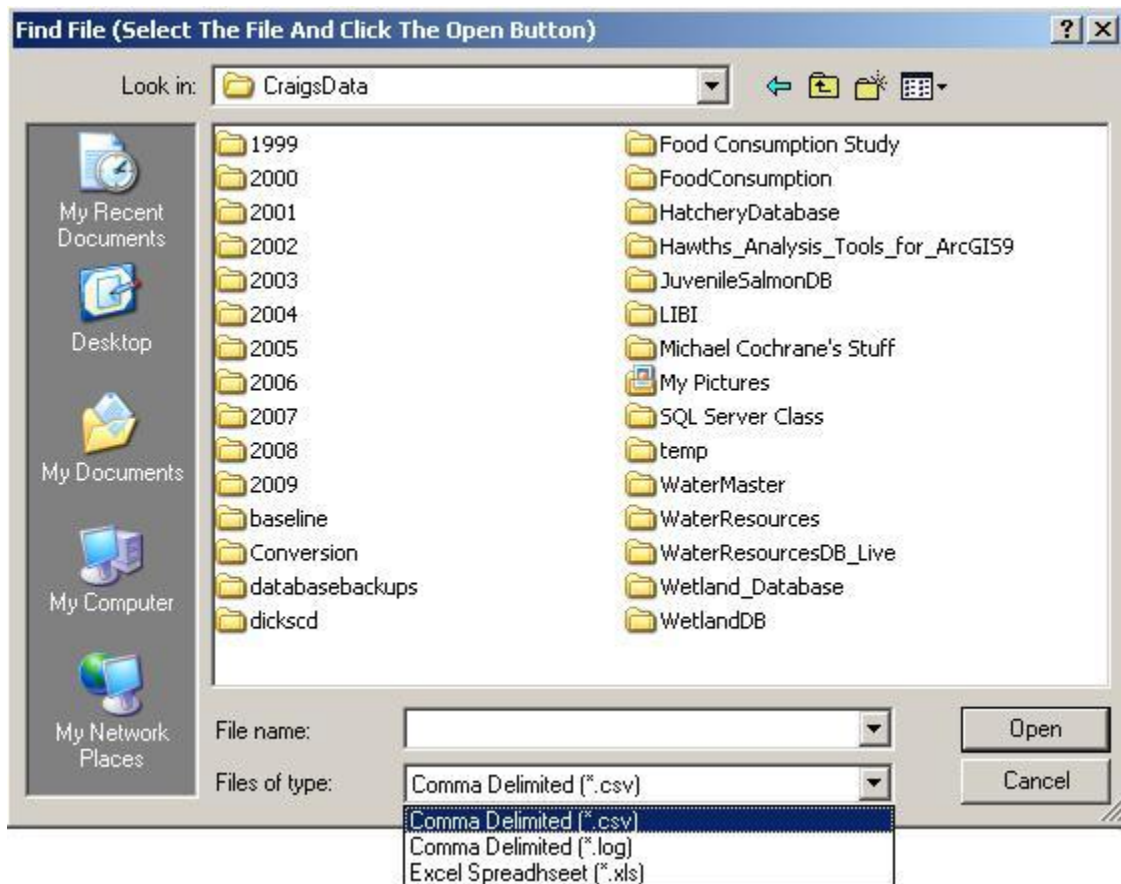 Find File (Select The File And Click The Open Button)
Look in: CraigsData
My Recent
Documents
Desktop
My Documents
My Computer
My Network
Places
1999
2000
2001
2002
2003
2004
2005
2006
2007
2008
2009
baseline
Conversion
databasebackups
dickscd
Food Consumption Study
FoodConsumption
HatcheryDatabase
Hawths_Analysis_Tools_for_ArcGIS9
JuvenileSalmonDB
LIBI
Michael Cochrane's Stuff
My Pictures
SQL Server Class
temp
WaterMaster
WaterResources
WaterResourcesDB_Live
Wetland_Database
WetlandDB
File name:
Open
Files of type: Comma Delimited (*.csv)
Cancel
Comma Delimited (*.csv)
Comma Delimited (*.log)
Excel Spreadhseet (*.xls)